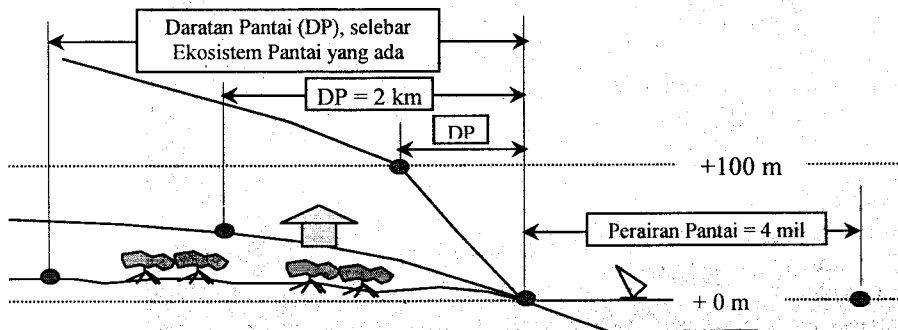 Daratan Pantai (DP), selebar
Ekosistem Pantai yang ada
DP = 2 km
DP
+100 m
Perairan Pantai = 4 mil
+ 0 m